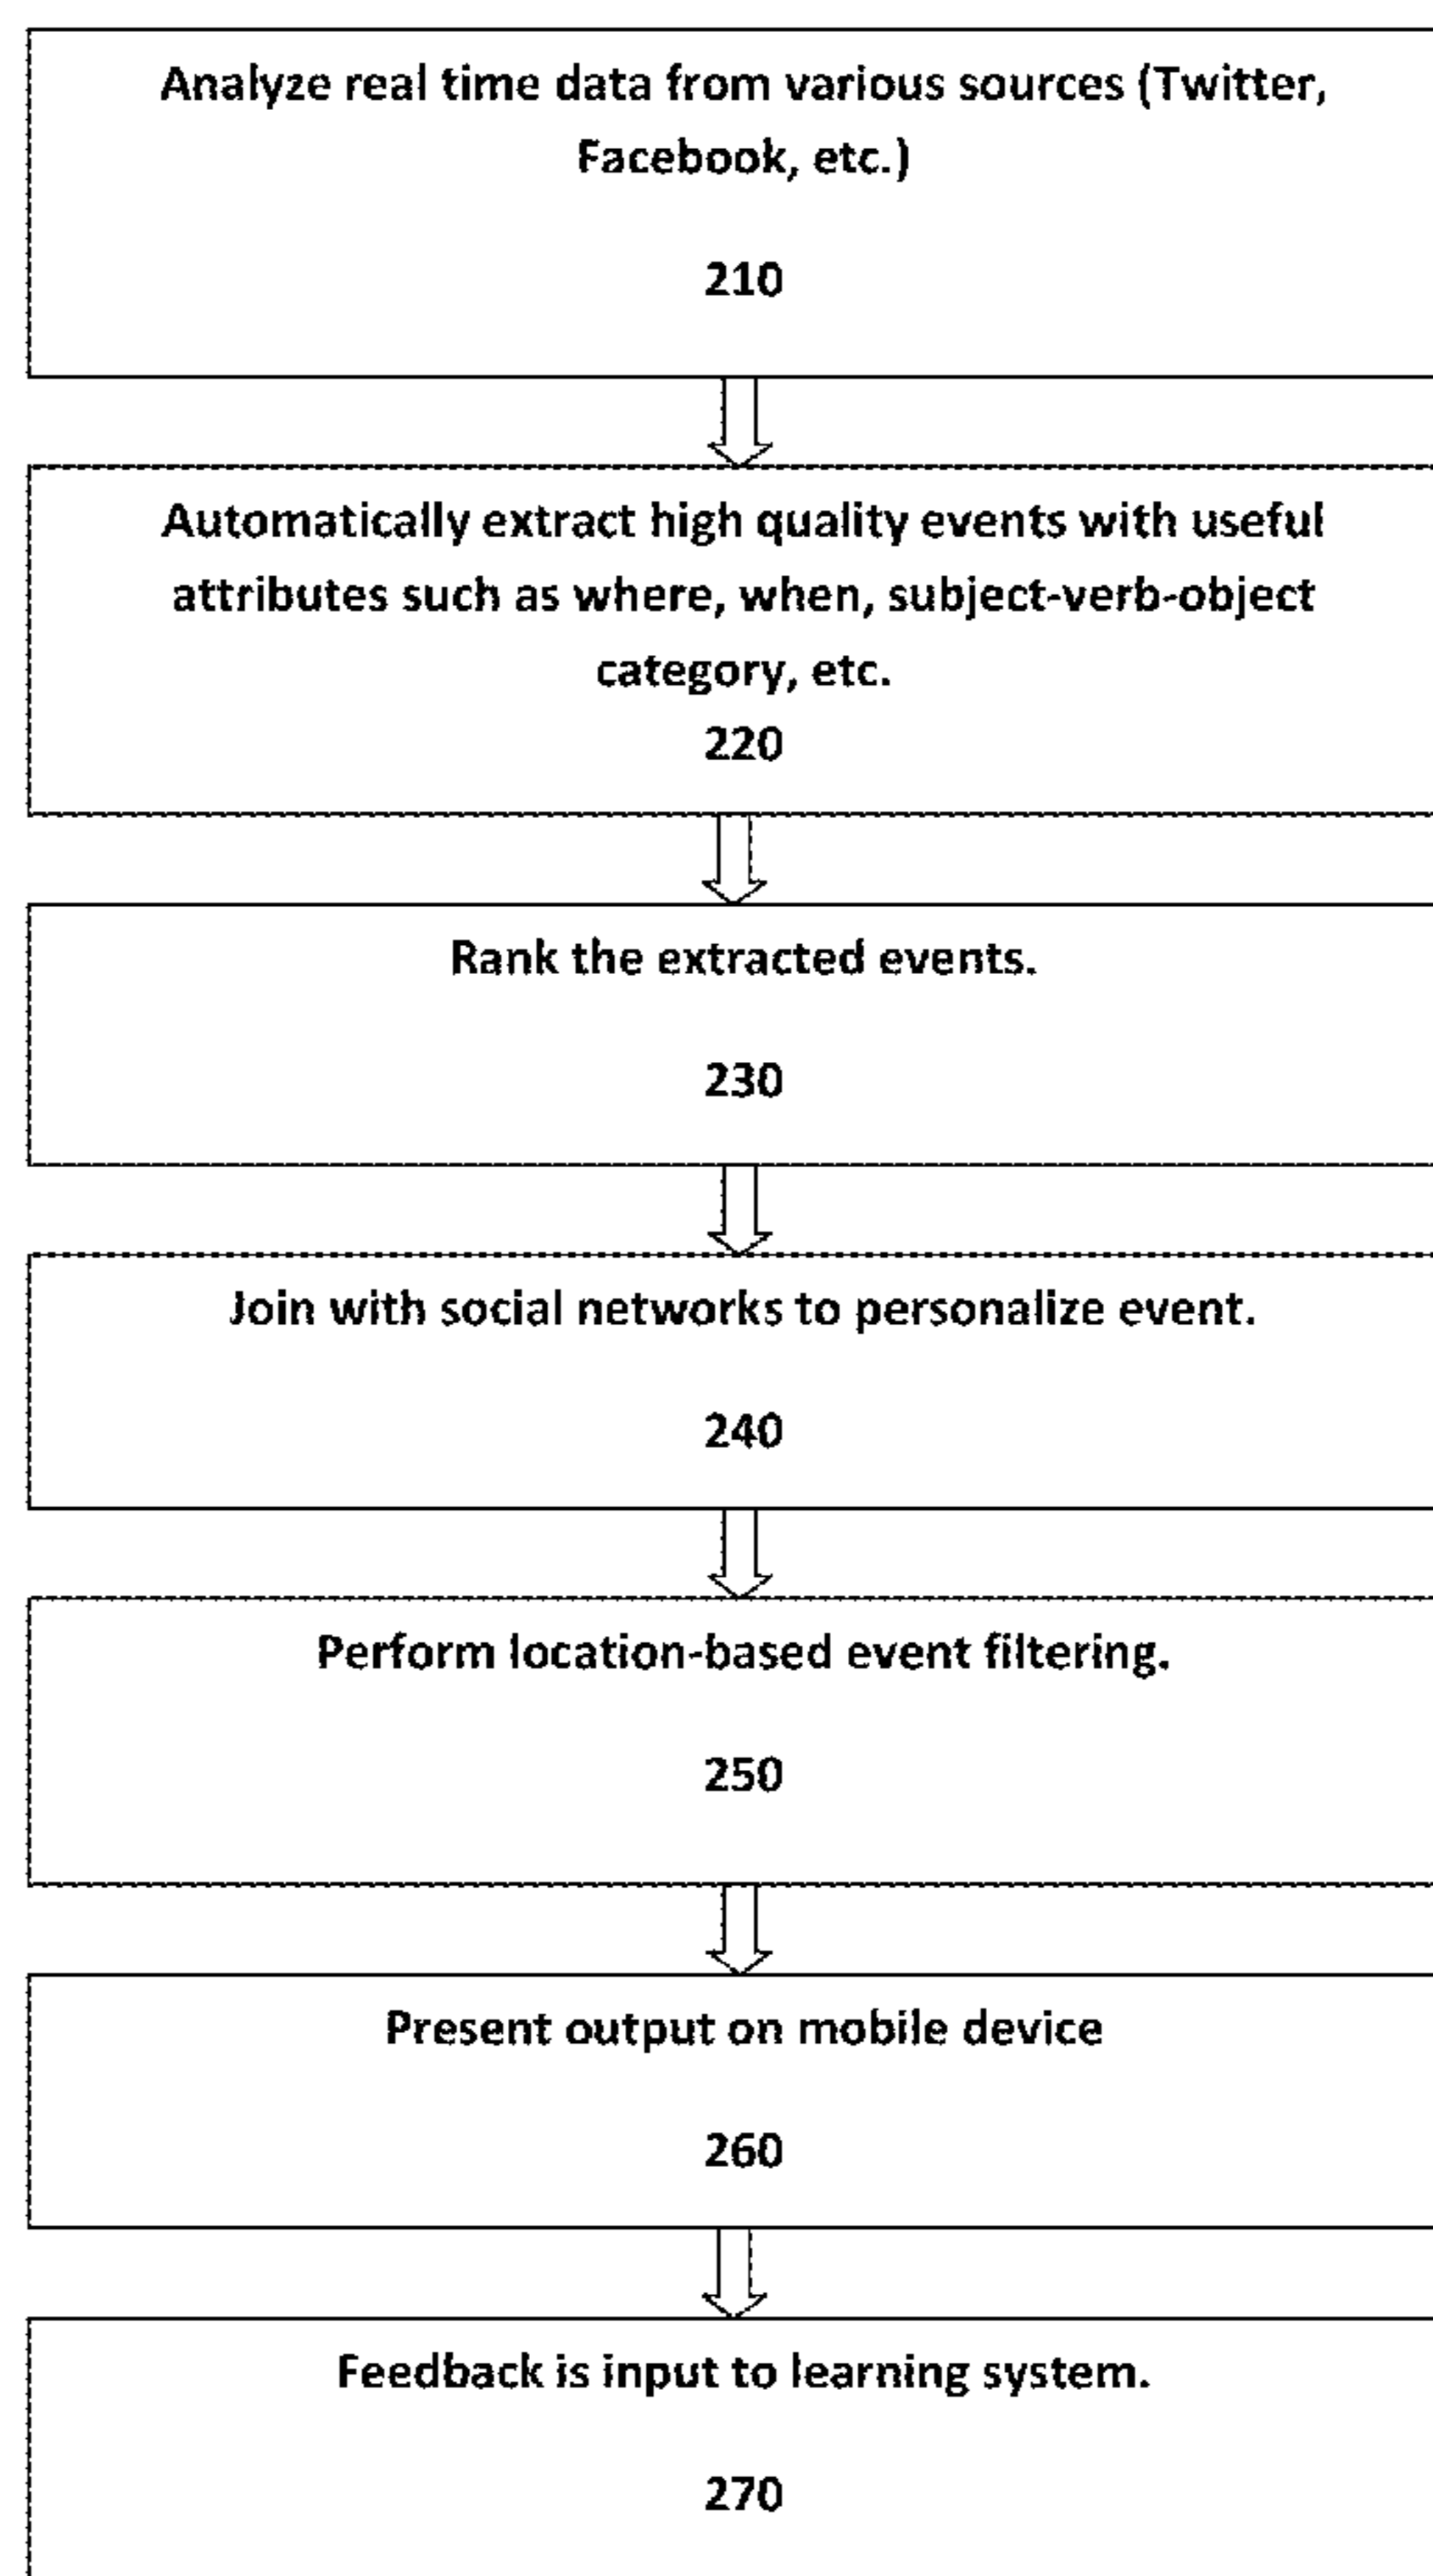 Analyze real time data from various sources (Twitter,
Facebook, etc.)
210
Automatically extract high quality events with useful
attributes such as where, when, subject-verb-object
category, etc.
220
Rank the extracted events.
230
Join with social networks to personalize event.
240
Perform location-based event filtering.
250
Present output on mobile device
260
Feedback is input to learning system.
270